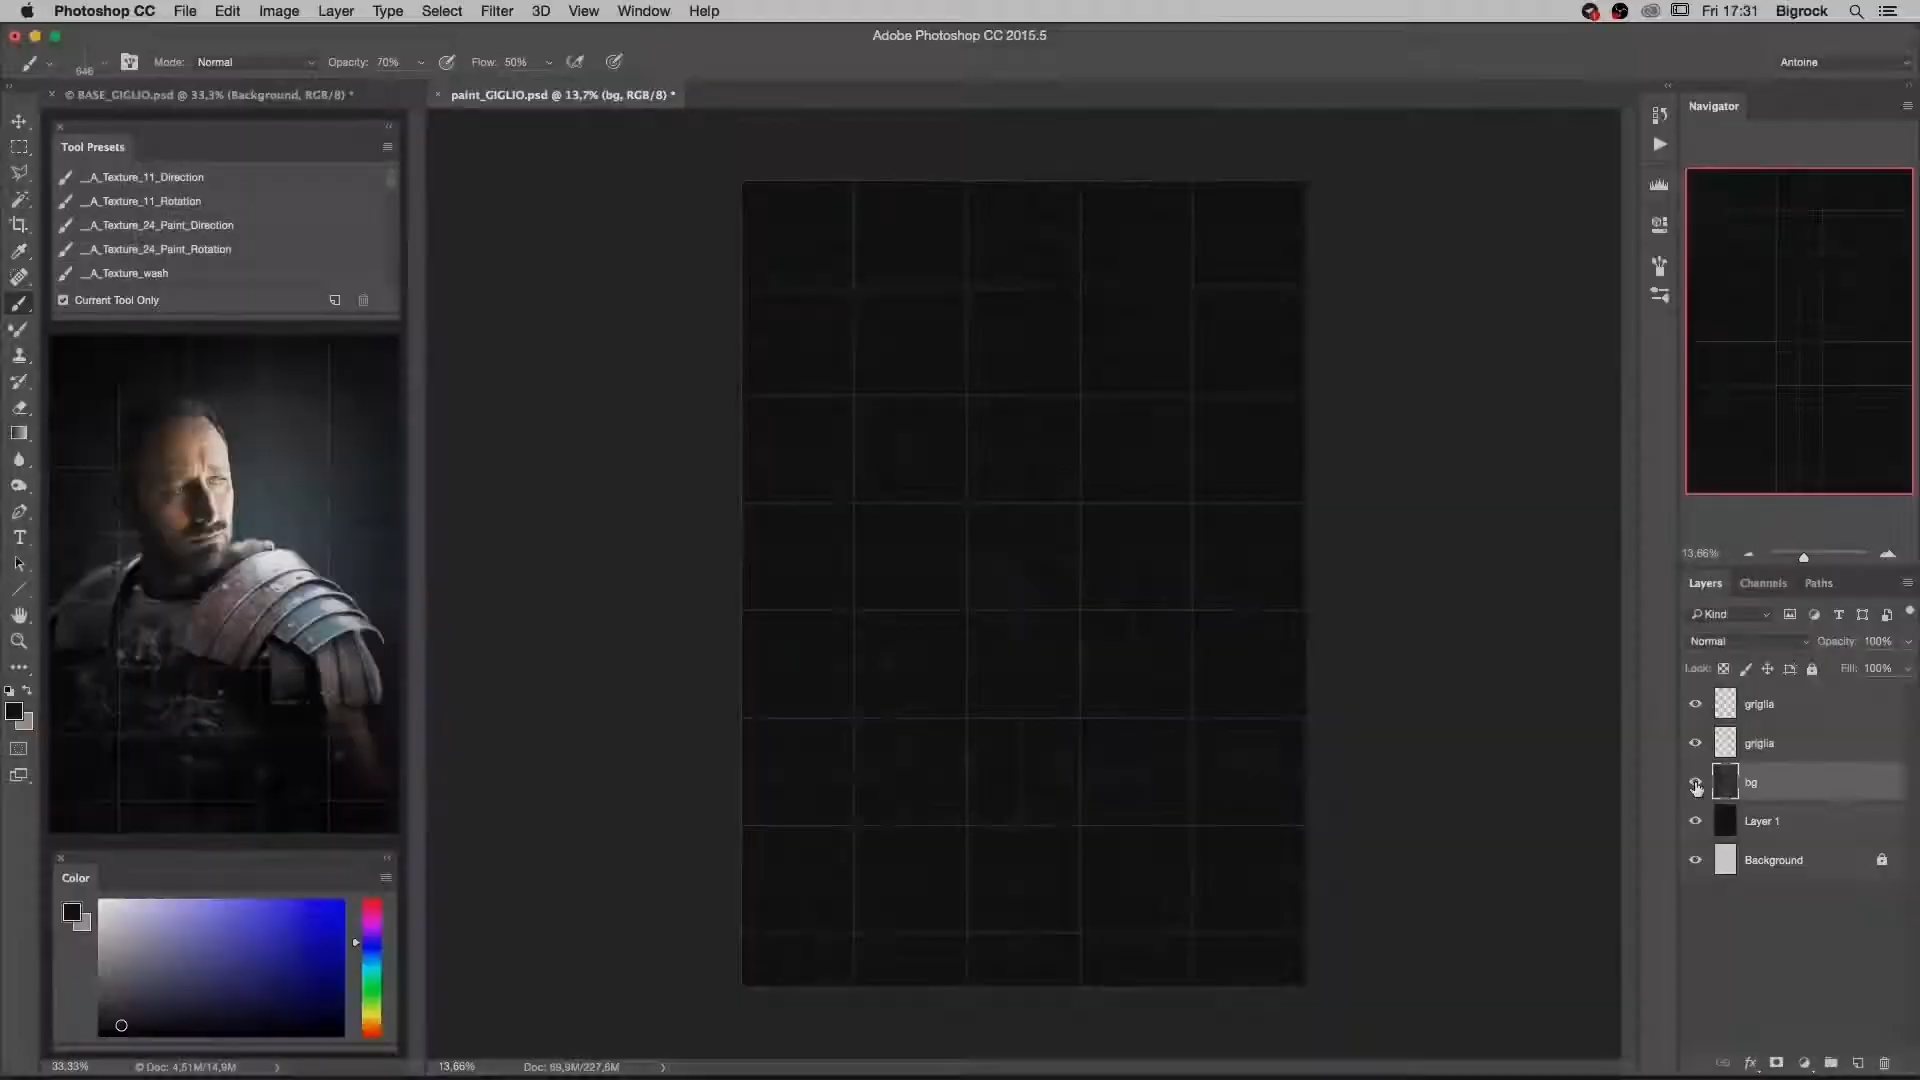 Photoshop CC File Edit Image Layer Type Select Filter 3D View Window Help Fri 17:31 Bigrock
Adobe Photoshop CC 2015.5
646 Mode: Normal Opacity: 70% Flow: 50% Antoine
© BASE_GIGLIO.psd @ 33,3% (Background, RGB/8) *
paint_GIGLIO.psd @ 13,7% (bg, RGB/8) *
Tool Presets
__A_Texture_11_Direction
__A_Texture_11_Rotation
__A_Texture_24_Paint_Direction
__A_Texture_24_Paint_Rotation
__A_Texture_wash
Current Tool Only
Color
33,33% © Doc: 4,51M/14,9M
13,66% Doc: 69,9M/227,6M
Navigator
13,66%
Layers Channels Paths
Kind
Normal Opacity: 100%
Lock: Fill: 100%
griglia
griglia
bg
Layer 1
Background